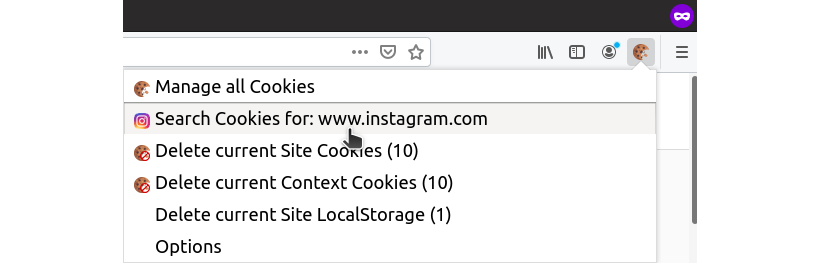 Manage all Cookies
Search Cookies for: www.instagram.com
Delete current Site Cookies (10)
Delete current Context Cookies (10)
Delete current Site LocalStorage (1)
Options